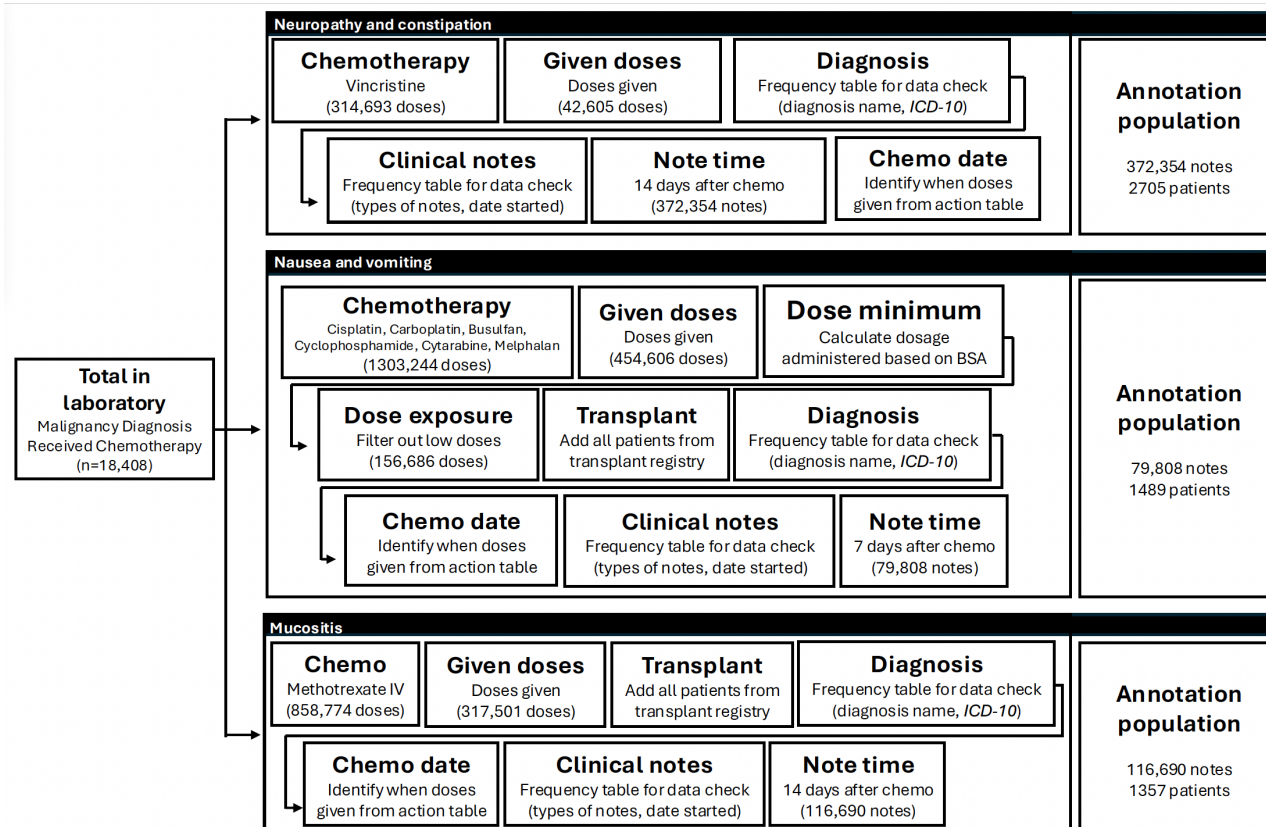 Neuropathy and constipation
Chemotherapy
Vincristine
(314,693 doses)
Given doses
Doses given
(42,605 doses)
Diagnosis
Frequency table for data check
(diagnosis name, ICD-10)
Clinical notes
Frequency table for data check
(types of notes, date started)
Note time
14 days after chemo
(372,354 notes)
Chemo date
Identify when doses
given from action table
Annotation
population
372,354 notes
2705 patients
Total in
laboratory
Malignancy Diagnosis
Received Chemotherapy
(n=18,408)
Nausea and vomiting
Chemotherapy
Cisplatin, Carboplatin, Busulfan,
Cyclophosphamide, Cytarabine, Melphalan
(1303,244 doses)
Given doses
Doses given
(454,606 doses)
Dose minimum
Calculate dosage
administered based on BSA
Dose exposure
Filter out low doses
(156,686 doses)
Transplant
Add all patients from
transplant registry
Diagnosis
Frequency table for data check
(diagnosis name, ICD-10)
Chemo date
Identify when doses
given from action table
Clinical notes
Frequency table for data check
(types of notes, date started)
Note time
7 days after chemo
(79,808 notes)
Annotation
population
79,808 notes
1489 patients
Mucositis
Chemo
Methotrexate IV
(858,774 doses)
Given doses
Doses given
(317,501 doses)
Transplant
Add all patients from
transplant registry
Diagnosis
Frequency table for data check
(diagnosis name, ICD-10)
Chemo date
Identify when doses
given from action table
Clinical notes
Frequency table for data check
(types of notes, date started)
Note time
14 days after chemo
(116,690 notes)
Annotation
population
116,690 notes
1357 patients